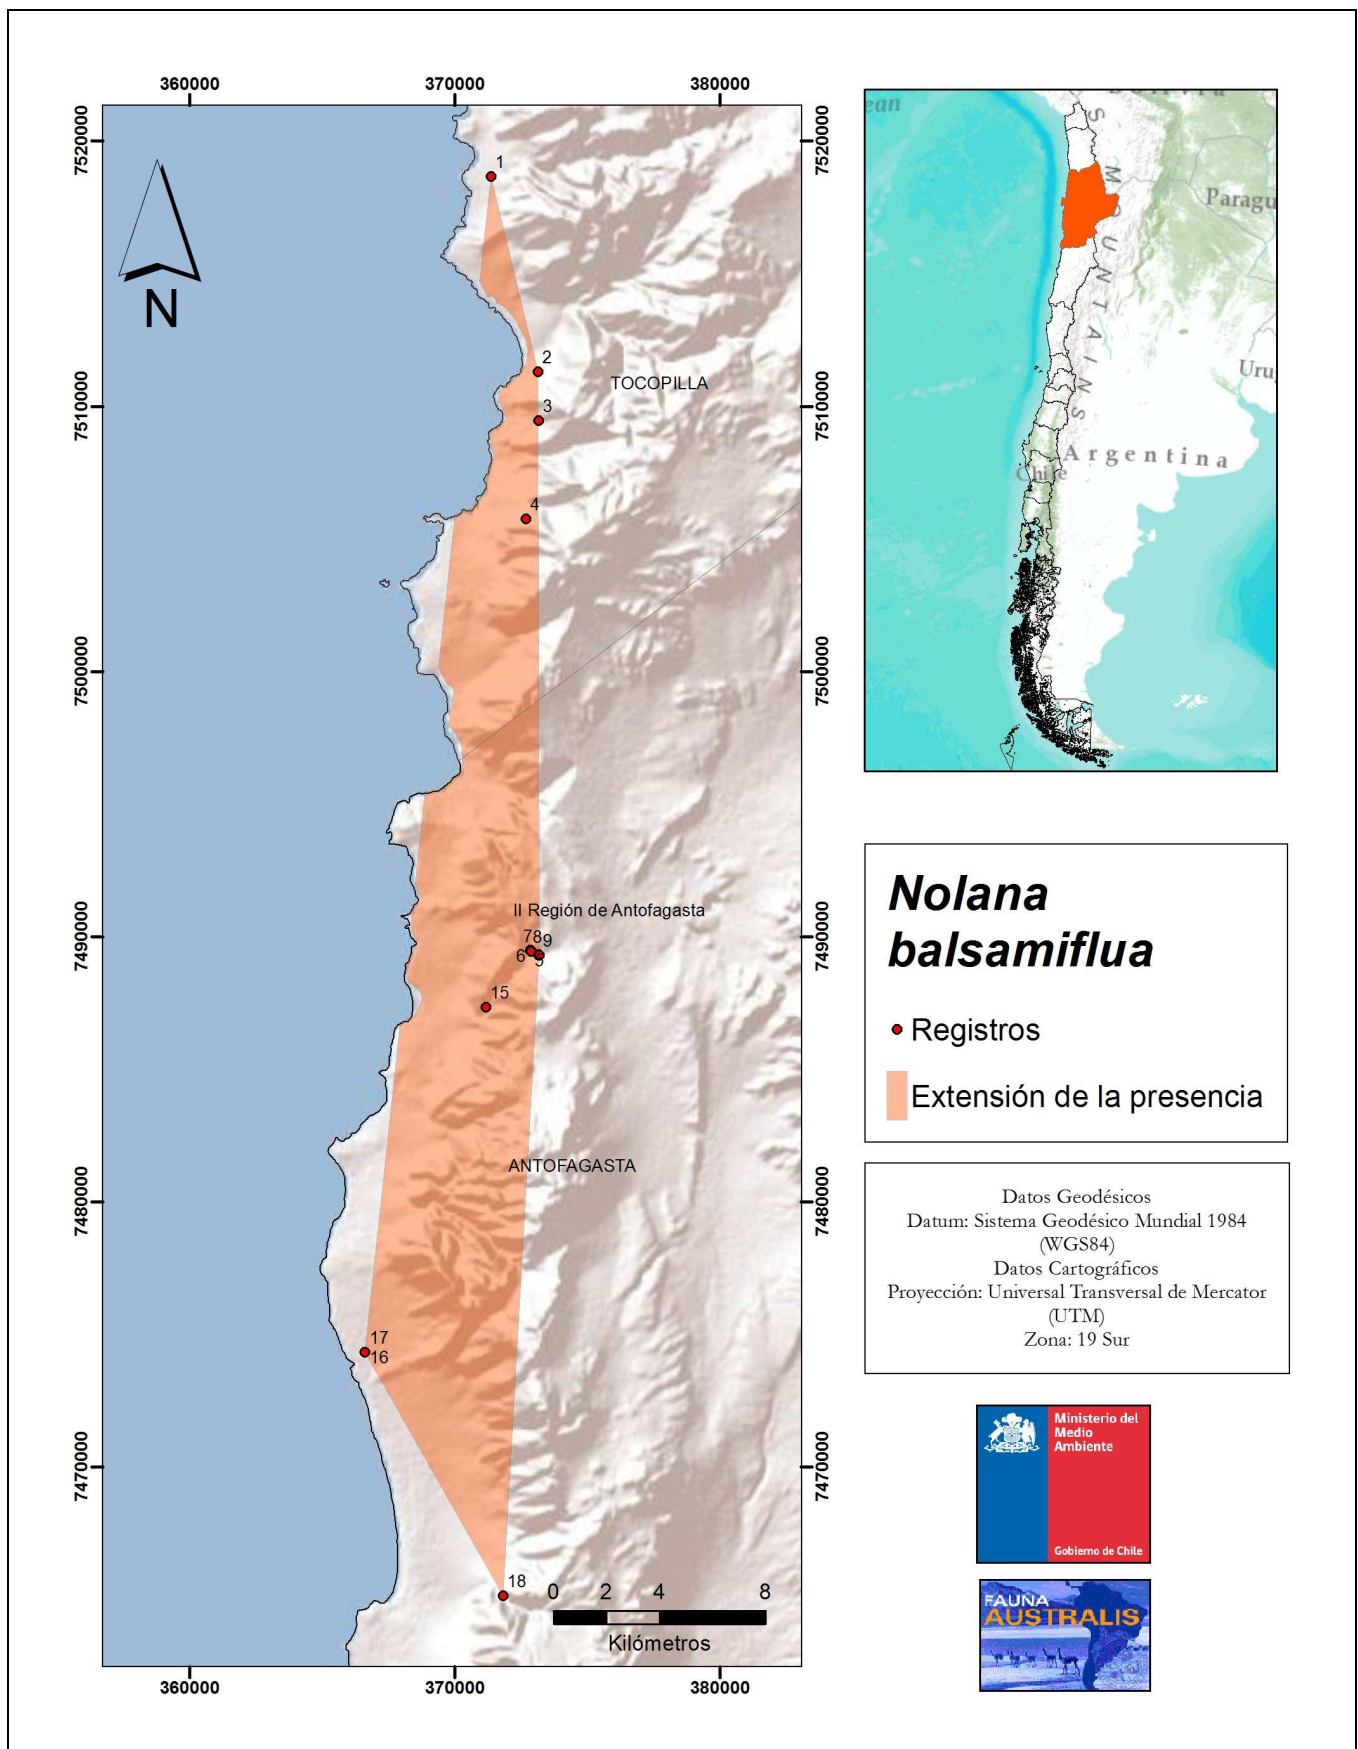 360000
370000
380000
7520000
7510000
7500000
7490000
7480000
7470000
7520000
7510000
7500000
7490000
7480000
7470000
N
1
2
TOCOPILLA
3
4
II Región de Antofagasta
78 9
6 5
15
ANTOFAGASTA
17
16
18
0 2 4 8
Kilómetros
360000
370000
380000
ean
MOUNTAINS
Paragu
Uru
Argentina
Chile
Nolana
balsamiflua
Registros
Extensión de la presencia
Datos Geodésicos
Datum: Sistema Geodésico Mundial 1984
(WGS84)
Datos Cartográficos
Proyección: Universal Transversal de Mercator
(UTM)
Zona: 19 Sur
Ministerio del
Medio
Ambiente
Gobierno de Chile
FAUNA
AUSTRALIS